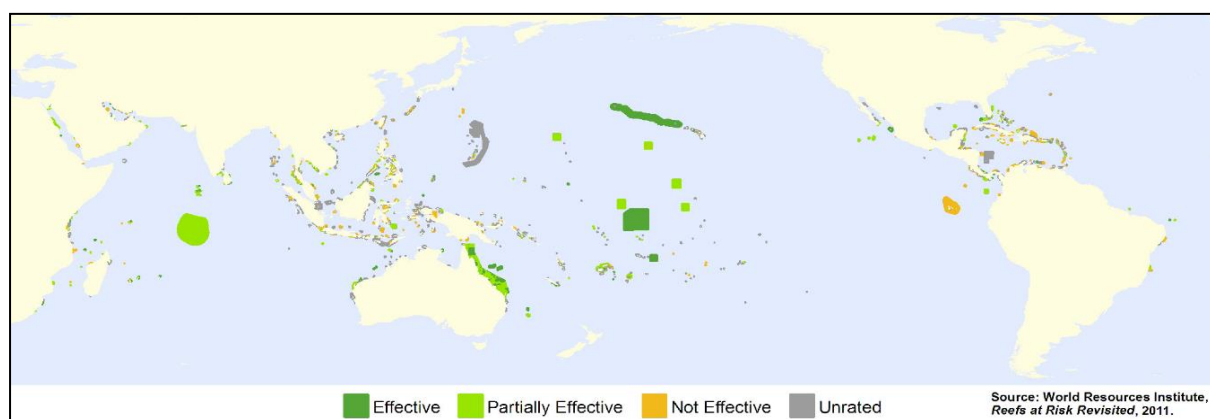 Effective Partially Effective Not Effective Unrated
Source: World Resources Institute,
Reefs at Risk Revisited, 2011.